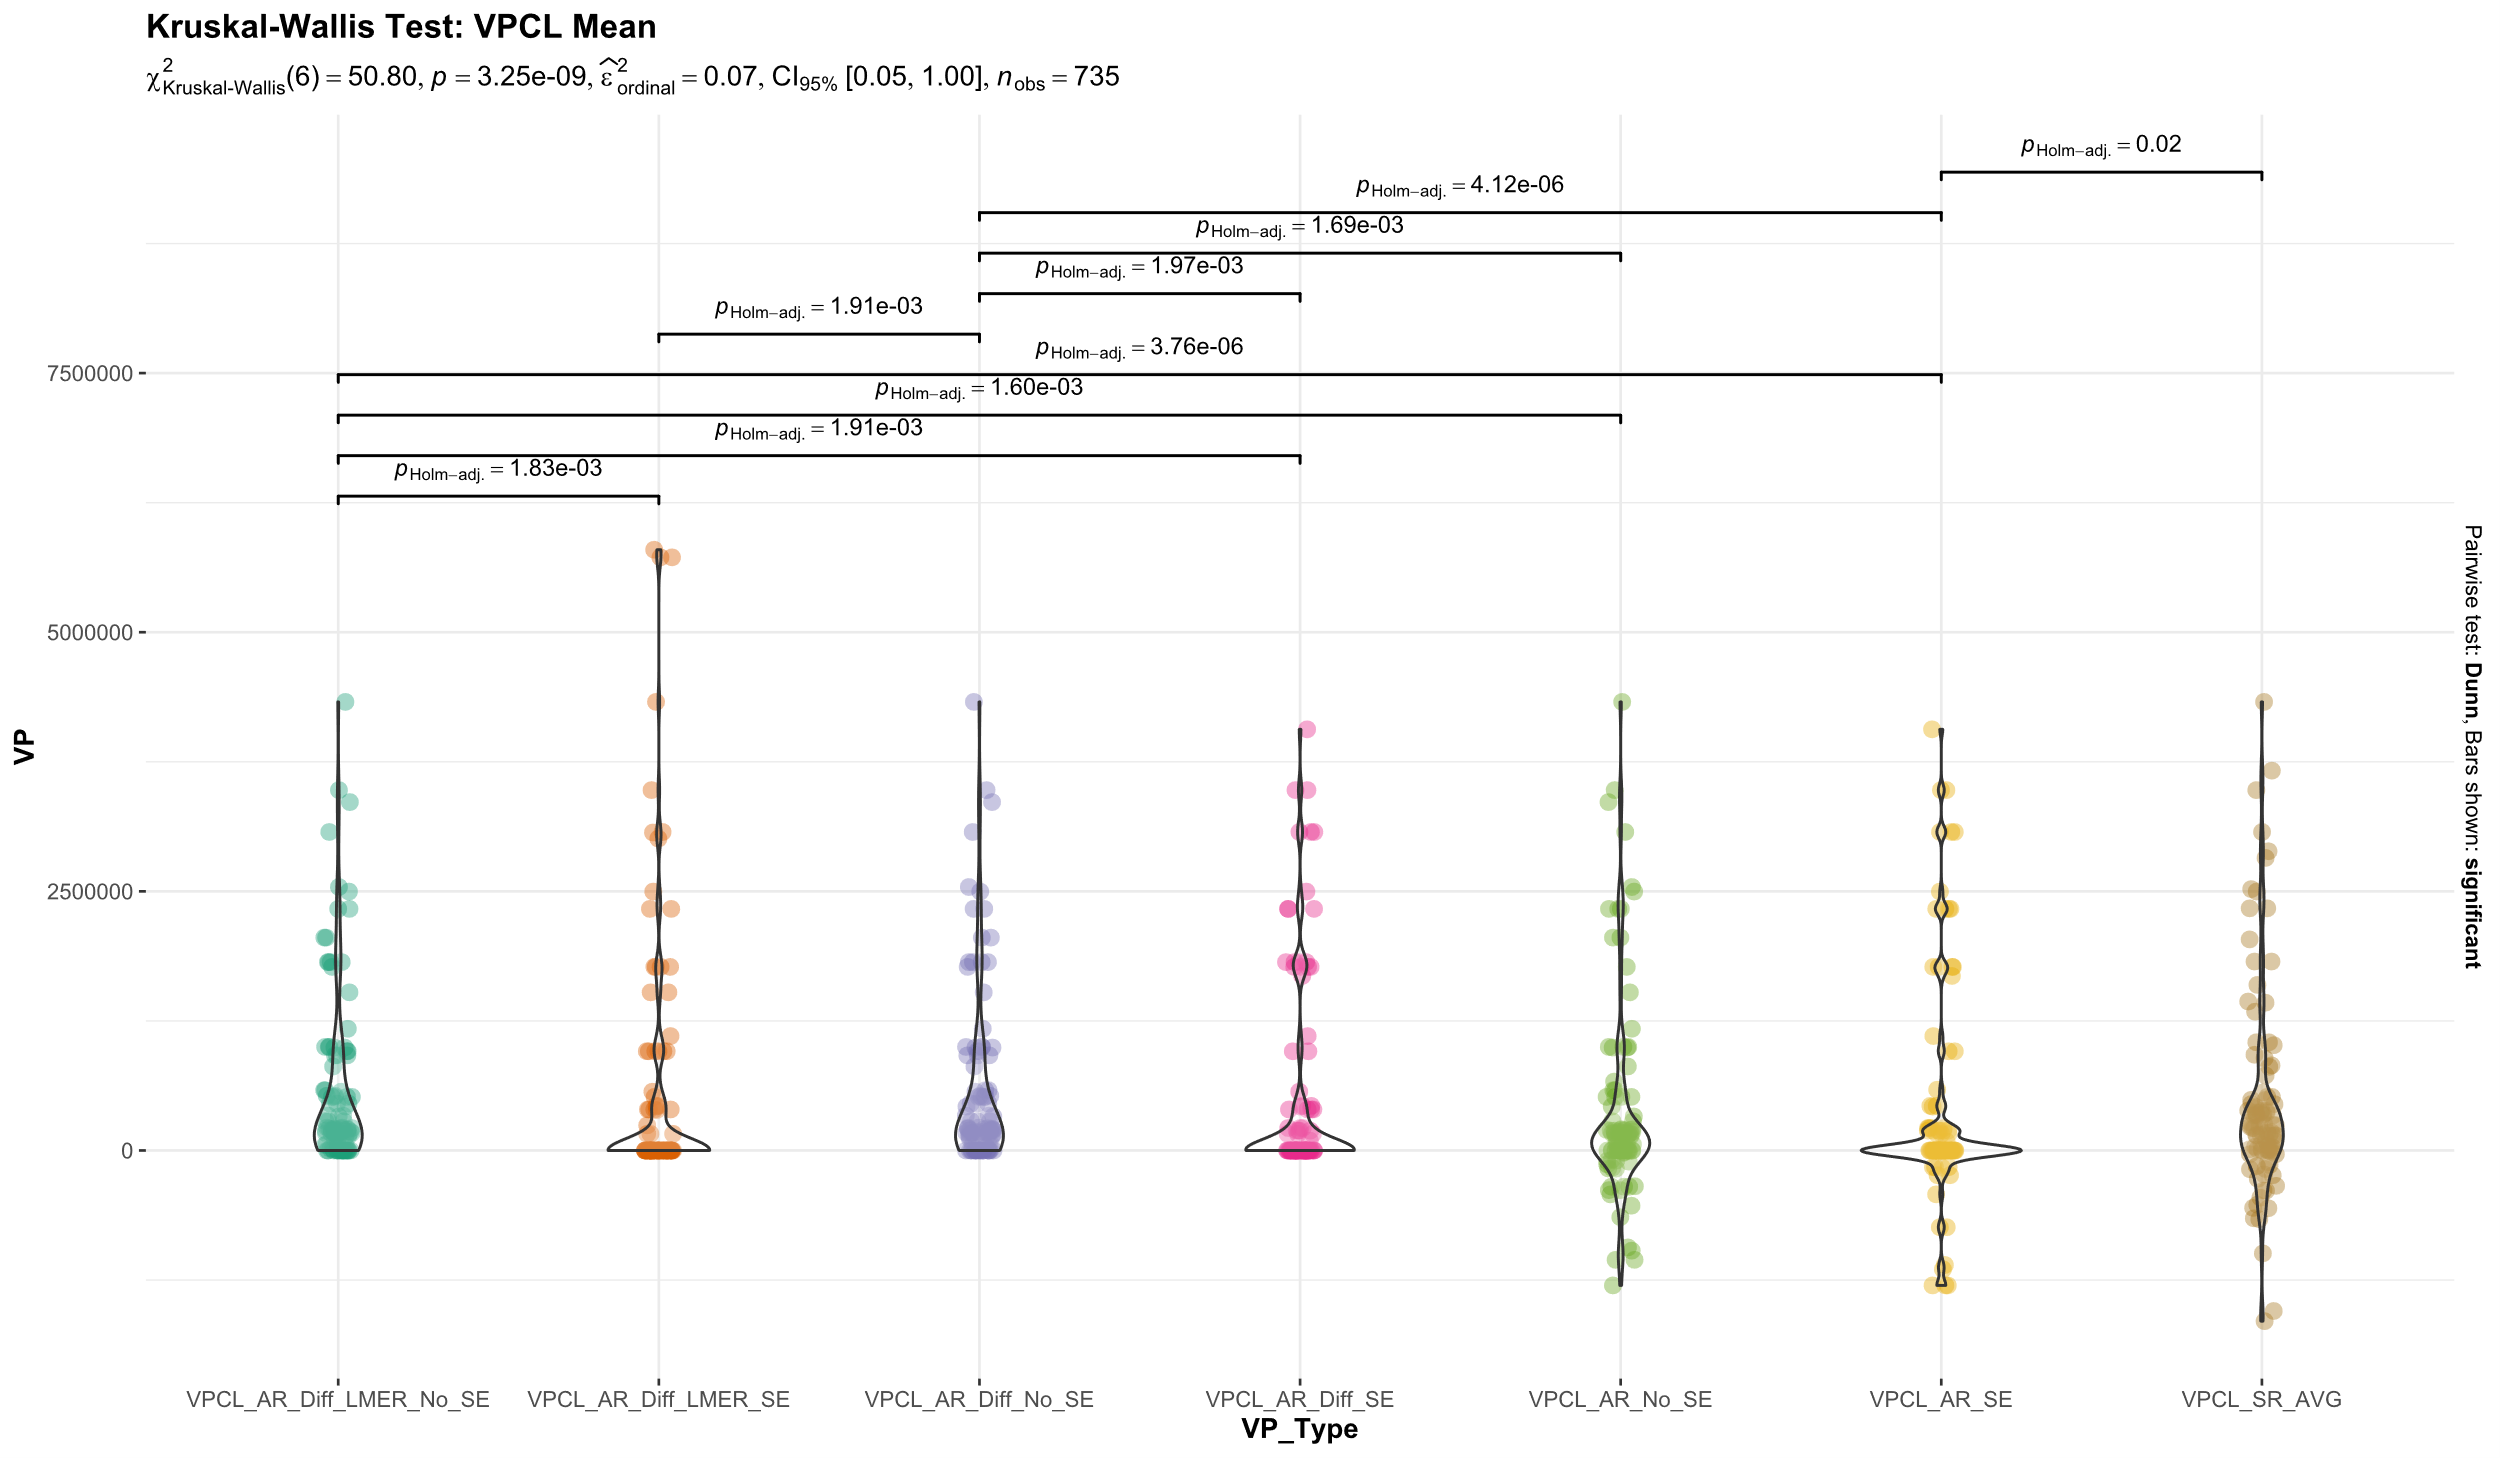 Kruskal-Wallis Test: VPCL Mean
χ²Kruskal-Wallis(6) = 50.80, p = 3.25e-09, ε̂²ordinal = 0.07, CI95% [0.05, 1.00], nobs = 735
pHolm−adj. = 0.02
pHolm−adj. = 4.12e-06
pHolm−adj. = 1.69e-03
pHolm−adj. = 1.97e-03
pHolm−adj. = 1.91e-03
pHolm−adj. = 3.76e-06
pHolm−adj. = 1.60e-03
pHolm−adj. = 1.91e-03
pHolm−adj. = 1.83e-03
7500000
5000000
2500000
0
VP
Pairwise test: Dunn, Bars shown: significant
VPCL_AR_Diff_LMER_No_SE
VPCL_AR_Diff_LMER_SE
VPCL_AR_Diff_No_SE
VPCL_AR_Diff_SE
VPCL_AR_No_SE
VPCL_AR_SE
VPCL_SR_AVG
VP_Type